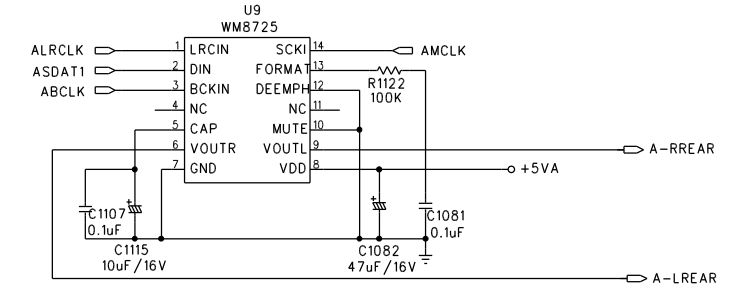 U9
WM8725
ALRCLK 1 LRCIN SCKI 14 AMCLK
ASDAT1 2 DIN FORMAT 13
ABCLK 3 BCKIN DEEMPH 12
R1122
100K
4 NC NC 11
5 CAP MUTE 10
6 VOUTR VOUTL 9 A-RREAR
7 GND VDD 8 +5VA
+ +
C1107 C1081
0.1uF 0.1uF
C1115 C1082
10uF/16V 47uF/16V
A-LREAR